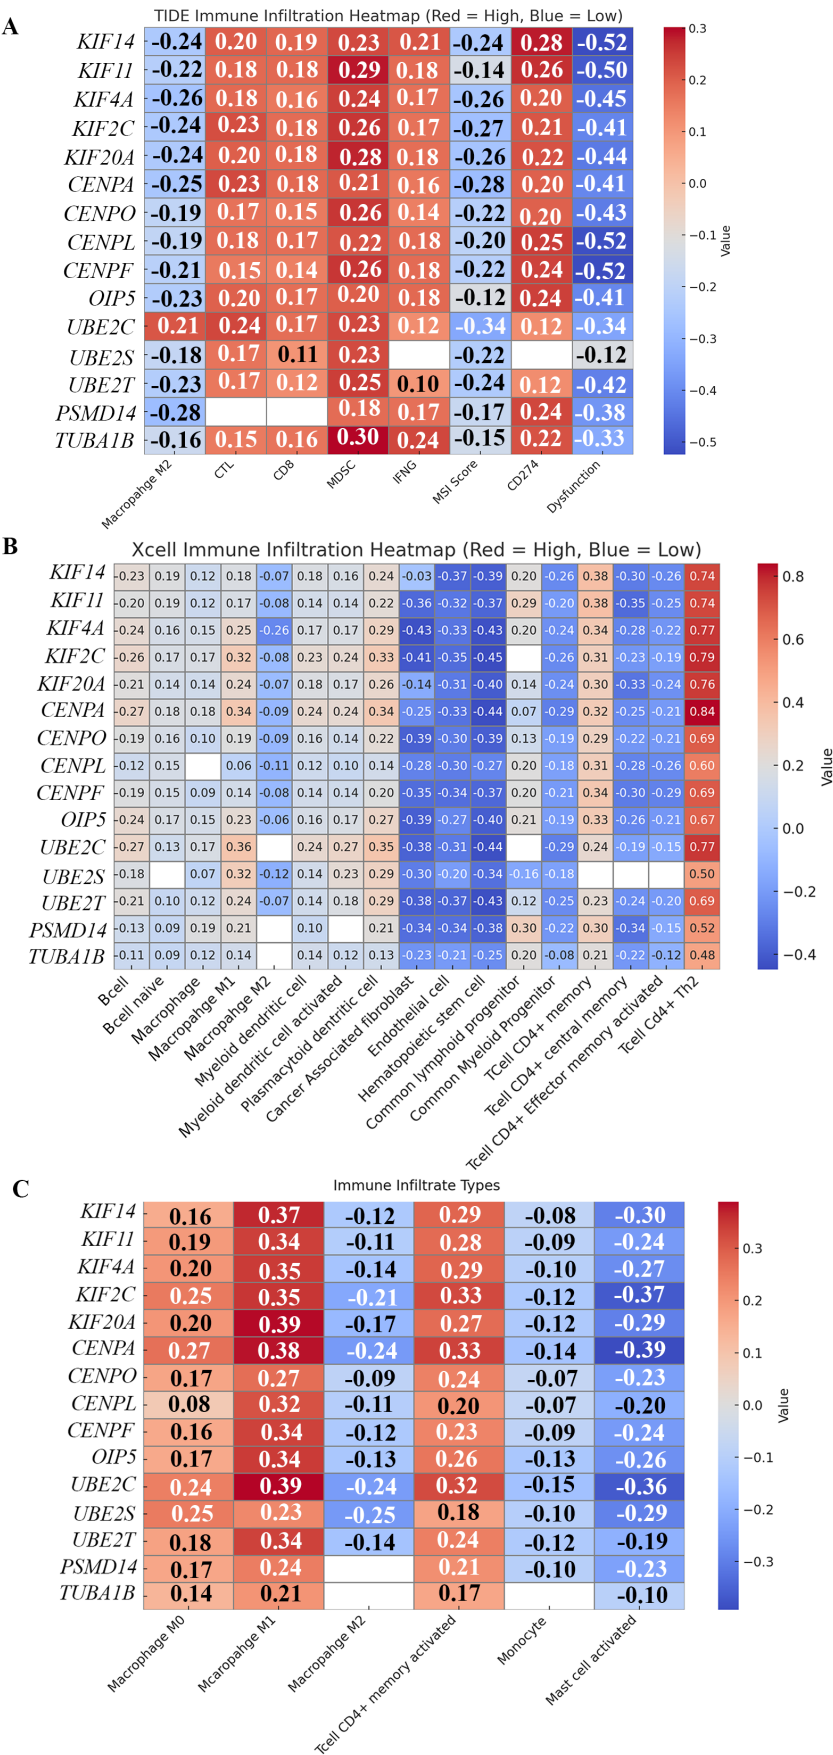 A
TIDE Immune Infiltration Heatmap (Red = High, Blue = Low)
KIF14 -0.24 0.20 0.19 0.23 0.21 -0.24 0.28 -0.52
KIF11 -0.22 0.18 0.18 0.29 0.18 -0.14 0.26 -0.50
KIF4A -0.26 0.18 0.16 0.24 0.17 -0.26 0.20 -0.45
KIF2C -0.24 0.23 0.18 0.26 0.17 -0.27 0.21 -0.41
KIF20A -0.24 0.20 0.18 0.28 0.18 -0.26 0.22 -0.44
CENPA -0.25 0.23 0.18 0.21 0.16 -0.28 0.20 -0.41
CENPO -0.19 0.17 0.15 0.26 0.14 -0.22 0.20 -0.43
CENPL -0.19 0.18 0.17 0.22 0.18 -0.20 0.25 -0.52
CENPF -0.21 0.15 0.14 0.26 0.18 -0.22 0.24 -0.52
OIP5 -0.23 0.20 0.17 0.20 0.18 -0.12 0.24 -0.41
UBE2C 0.21 0.24 0.17 0.23 0.12 -0.34 0.12 -0.34
UBE2S -0.18 0.17 0.11 0.23 -0.22 -0.12
UBE2T -0.23 0.17 0.12 0.25 0.10 -0.24 0.12 -0.42
PSMD14 -0.28 0.18 0.17 -0.17 0.24 -0.38
TUBA1B -0.16 0.15 0.16 0.30 0.24 -0.15 0.22 -0.33
Macropahge M2 CTL CD8 MDSC IFNG MSI Score CD274 Dysfunction
0.3
0.2
0.1
0.0
−0.1
−0.2
−0.3
−0.4
−0.5
Value
B
Xcell Immune Infiltration Heatmap (Red = High, Blue = Low)
KIF14 -0.23 0.19 0.12 0.18 -0.07 0.18 0.16 0.24 -0.03 -0.37 -0.39 0.20 -0.26 0.38 -0.30 -0.26 0.74
KIF11 -0.20 0.19 0.12 0.17 -0.08 0.14 0.14 0.22 -0.36 -0.32 -0.37 0.29 -0.20 0.38 -0.35 -0.25 0.74
KIF4A -0.24 0.16 0.15 0.25 -0.26 0.17 0.17 0.29 -0.43 -0.33 -0.43 0.20 -0.24 0.34 -0.28 -0.22 0.77
KIF2C -0.26 0.17 0.17 0.32 -0.08 0.23 0.24 0.33 -0.41 -0.35 -0.45 -0.26 0.31 -0.23 -0.19 0.79
KIF20A -0.21 0.14 0.14 0.24 -0.07 0.18 0.17 0.26 -0.14 -0.31 -0.40 0.14 -0.24 0.30 -0.33 -0.24 0.76
CENPA -0.27 0.18 0.18 0.34 -0.09 0.24 0.24 0.34 -0.25 -0.33 -0.44 0.07 -0.29 0.32 -0.25 -0.21 0.84
CENPO -0.19 0.16 0.10 0.19 -0.09 0.16 0.14 0.22 -0.39 -0.30 -0.39 0.13 -0.19 0.29 -0.22 -0.21 0.69
CENPL -0.12 0.15 0.06 -0.11 0.12 0.10 0.14 -0.28 -0.30 -0.27 0.20 -0.18 0.31 -0.28 -0.26 0.60
CENPF -0.19 0.15 0.09 0.14 -0.08 0.14 0.14 0.20 -0.35 -0.34 -0.37 0.20 -0.21 0.34 -0.30 -0.29 0.69
OIP5 -0.24 0.17 0.15 0.23 -0.06 0.16 0.17 0.27 -0.39 -0.27 -0.40 0.21 -0.19 0.33 -0.26 -0.21 0.67
UBE2C -0.27 0.13 0.17 0.36 0.24 0.27 0.35 -0.38 -0.31 -0.44 -0.29 0.24 -0.19 -0.15 0.77
UBE2S -0.18 0.07 0.32 -0.12 0.14 0.23 0.29 -0.30 -0.20 -0.34 -0.16 -0.18 0.50
UBE2T -0.21 0.10 0.12 0.24 -0.07 0.14 0.18 0.29 -0.38 -0.37 -0.43 0.12 -0.25 0.23 -0.24 -0.20 0.69
PSMD14 -0.13 0.09 0.19 0.21 0.10 0.21 -0.34 -0.34 -0.38 0.30 -0.22 0.30 -0.34 -0.15 0.52
TUBA1B -0.11 0.09 0.12 0.14 0.14 0.12 0.13 -0.23 -0.21 -0.25 0.20 -0.08 0.21 -0.22 -0.12 0.48
Bcell
Bcell naive
Macrophage
Macropahge M1
Macropahge M2
Myeloid dendritic cell
Myeloid dendritic cell activated
Plasmacytoid dendritic cell
Cancer Associated fibroblast
Endothelial cell
Hematopoietic stem cell
Common lymphoid progenitor
Common Myeloid Progenitor
TCell CD4+ memory
Tcell CD4+ central memory
Tcell CD4+ Effector memory activated
Tcell Cd4+ Th2
0.8
0.6
0.4
0.2
0.0
−0.2
−0.4
Value
C
Immune Infiltrate Types
KIF14 0.16 0.37 -0.12 0.29 -0.08 -0.30
KIF11 0.19 0.34 -0.11 0.28 -0.09 -0.24
KIF4A 0.20 0.35 -0.14 0.29 -0.10 -0.27
KIF2C 0.25 0.35 -0.21 0.33 -0.12 -0.37
KIF20A 0.20 0.39 -0.17 0.27 -0.12 -0.29
CENPA 0.27 0.38 -0.24 0.33 -0.14 -0.39
CENPO 0.17 0.27 -0.09 0.24 -0.07 -0.23
CENPL 0.08 0.32 -0.11 0.20 -0.07 -0.20
CENPF 0.16 0.34 -0.12 0.23 -0.09 -0.24
OIP5 0.17 0.34 -0.13 0.26 -0.13 -0.26
UBE2C 0.24 0.39 -0.24 0.32 -0.15 -0.36
UBE2S 0.25 0.23 -0.25 0.18 -0.10 -0.29
UBE2T 0.18 0.34 -0.14 0.24 -0.12 -0.19
PSMD14 0.17 0.24 0.21 -0.10 -0.23
TUBA1B 0.14 0.21 0.17 -0.10
Macrophage M0
Mcaropahge M1
Macropahge M2
Tcell CD4+ memory activated
Monocyte
Mast cell activated
0.3
0.2
0.1
0.0
−0.1
−0.2
−0.3
Value